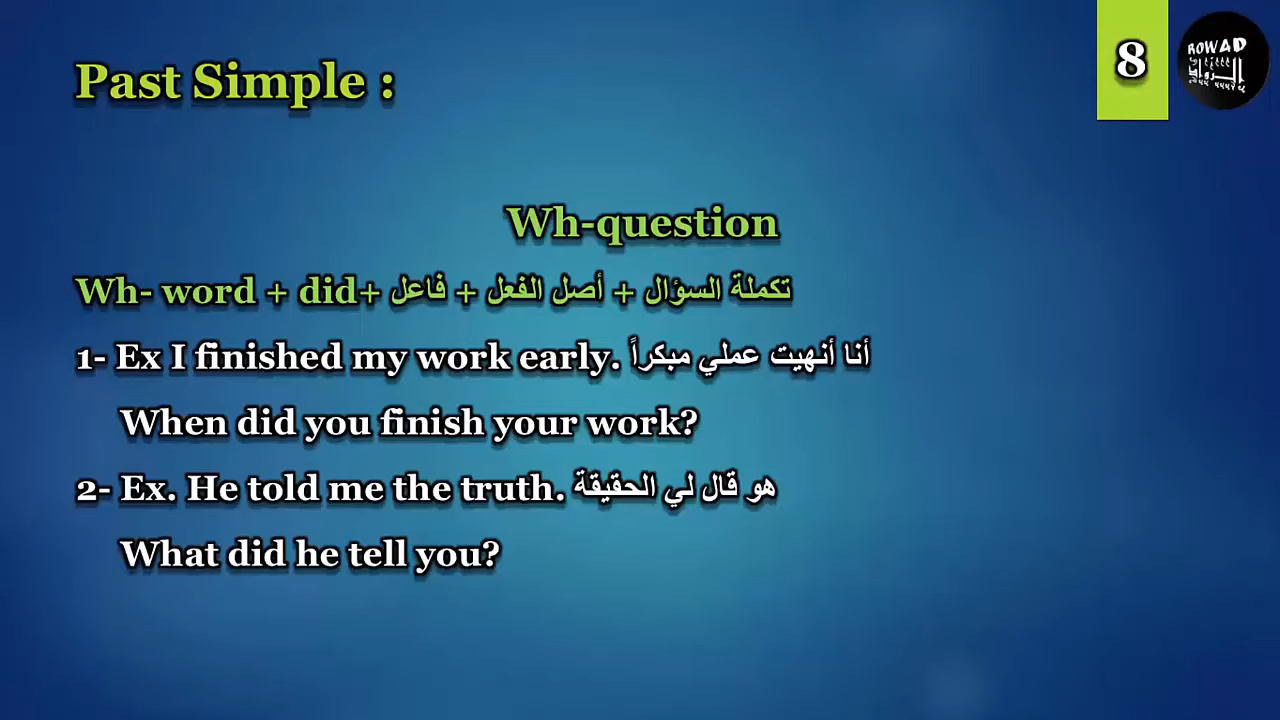 Past Simple :
8
ROWAD
الرواد
Wh-question
Wh- word + did+ فاعل + أصل الفعل + تكملة السؤال
1- Ex I finished my work early. أنا أنهيت عملي مبكراً
When did you finish your work?
2- Ex. He told me the truth. هو قال لي الحقيقة
What did he tell you?